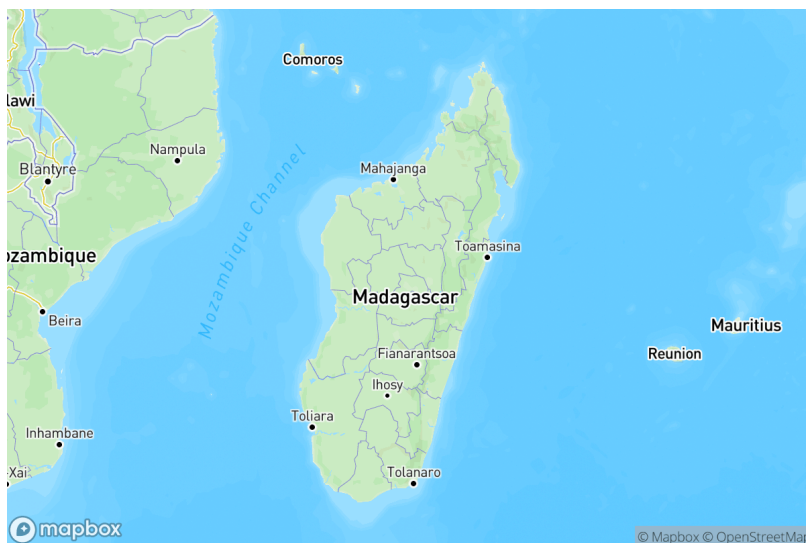 Comoros
lawi
Nampula
Blantyre
Mahajanga
Mozambique Channel
Toamasina
ozambique
Madagascar
Beira
Mauritius
Reunion
Fianarantsoa
Ihosy
Toliara
Inhambane
-Xai
Tolanaro
mapbox
© Mapbox © OpenStreetMap